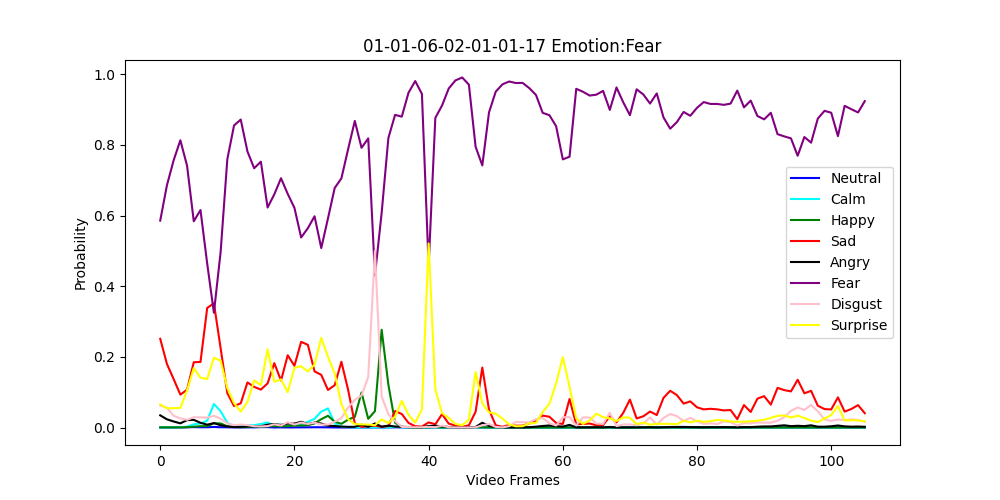 01-01-06-02-01-01-17 Emotion:Fear
1.0
0.8
0.6
0.4
0.2
0.0
Probability
0
20
40
60
80
100
Video Frames
Neutral
Calm
Happy
Sad
Angry
Fear
Disgust
Surprise